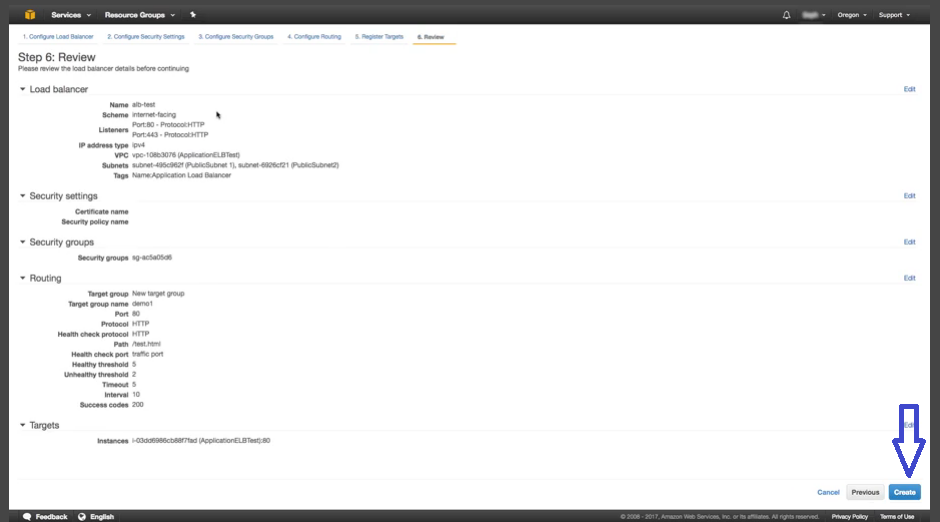 Services Resource Groups Oregon Support
1. Configure Load Balancer 2. Configure Security Settings 3. Configure Security Groups 4. Configure Routing 5. Register Targets 6. Review
Step 6: Review
Please review the load balancer details before continuing
Load balancer Edit
Name alb-test
Scheme internet-facing
Listeners Port:80 - Protocol:HTTP
Port:443 - Protocol:HTTP
IP address type ipv4
VPC vpc-108b3076 (ApplicationELBTest)
Subnets subnet-495c962f (PublicSubnet 1), subnet-6926cf21 (PublicSubnet2)
Tags Name:Application Load Balancer
Security settings Edit
Certificate name
Security policy name
Security groups Edit
Security groups sg-ac5a05d6
Routing Edit
Target group New target group
Target group name demo1
Port 80
Protocol HTTP
Health check protocol HTTP
Path /test.html
Health check port traffic port
Healthy threshold 5
Unhealthy threshold 2
Timeout 5
Interval 10
Success codes 200
Targets
Instances i-03dd6986cb88f7fad (ApplicationELBTest):80
Cancel Previous Create
Feedback English © 2008 - 2017, Amazon Web Services, Inc. or its affiliates. All rights reserved. Privacy Policy Terms of Use